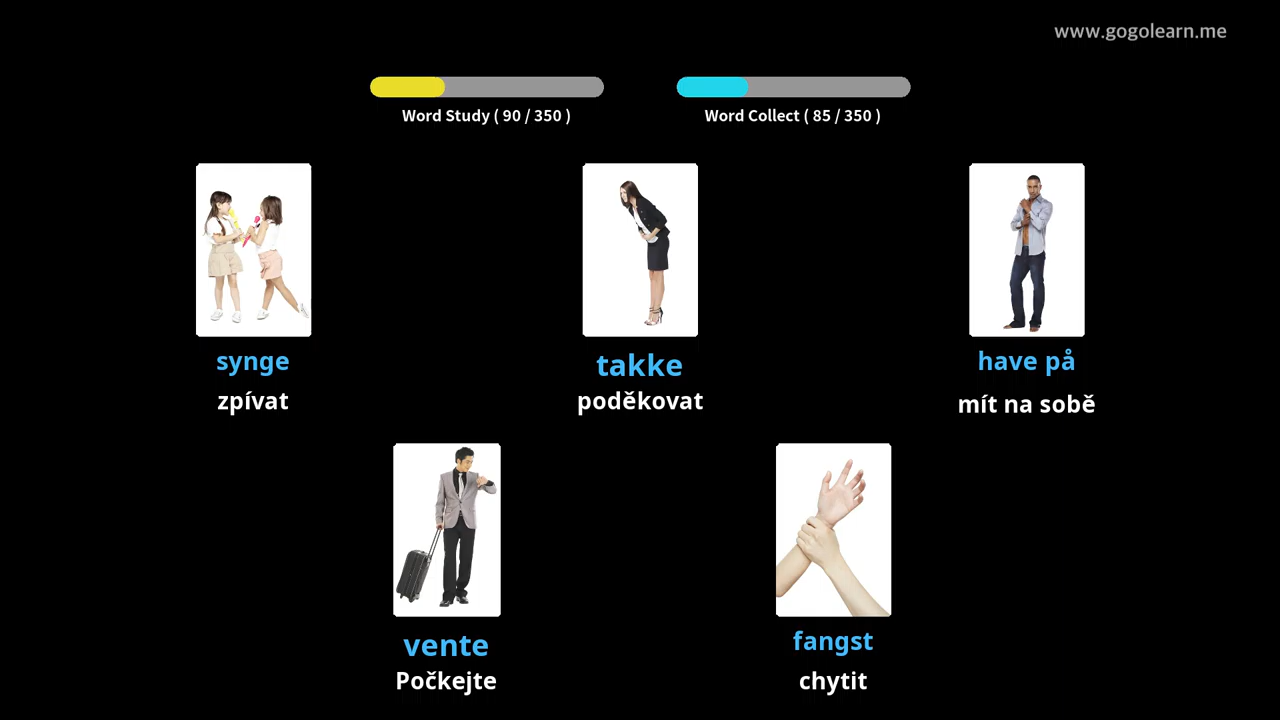 www.gogolearn.me
Word Study ( 90 / 350 )
Word Collect ( 85 / 350 )
synge
takke
have på
zpívat
poděkovat
mít na sobě
vente
fangst
Počkejte
chytit